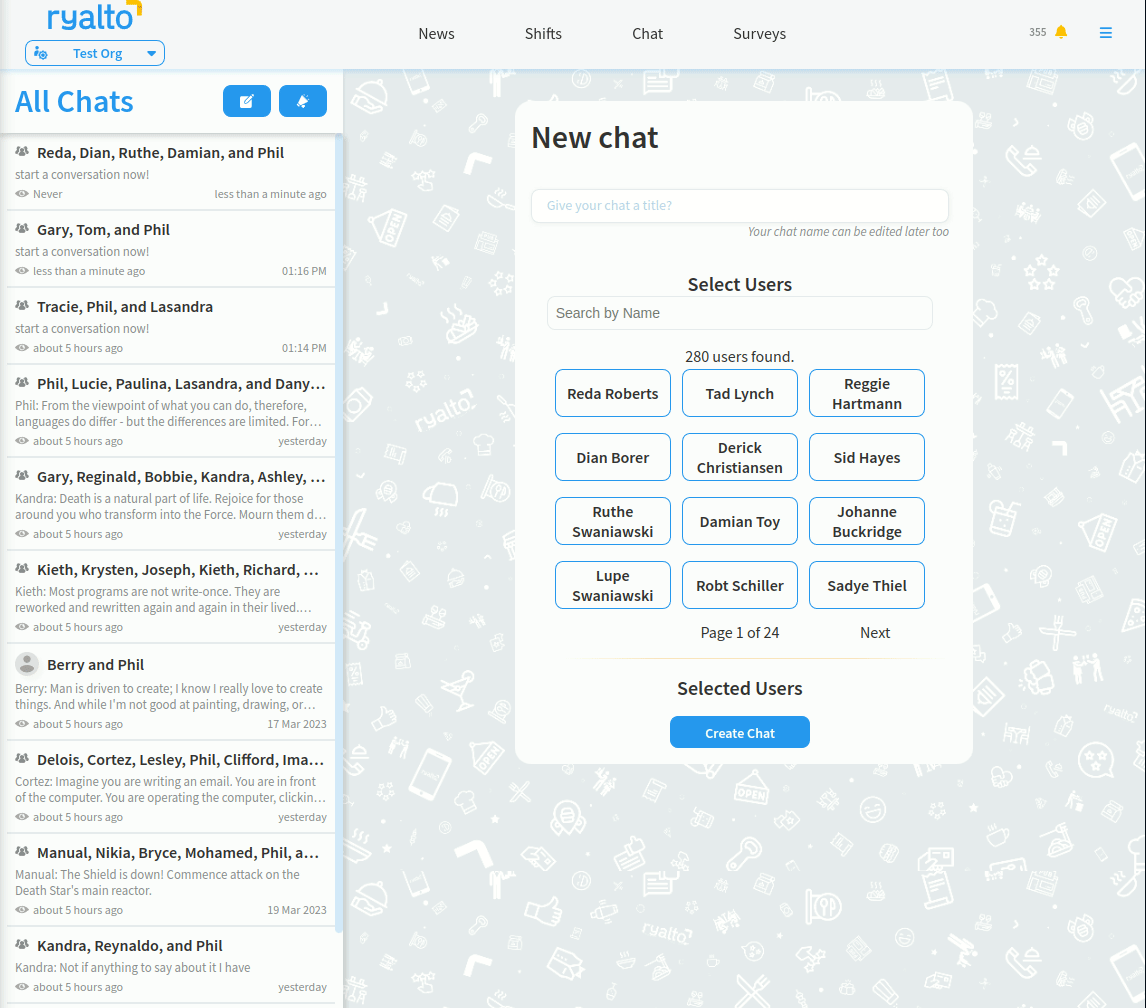 ryalto
Test Org
News
Shifts
Chat
Surveys
355
All Chats
Reda, Dian, Ruthe, Damian, and Phil
start a conversation now!
Never
less than a minute ago
Gary, Tom, and Phil
start a conversation now!
less than a minute ago
01:16 PM
Tracie, Phil, and Lasandra
start a conversation now!
about 5 hours ago
01:14 PM
Phil, Lucie, Paulina, Lasandra, and Dany...
Phil: From the viewpoint of what you can do, therefore,
languages do differ - but the differences are limited. For...
about 5 hours ago
yesterday
Gary, Reginald, Bobbie, Kandra, Ashley, ...
Kandra: Death is a natural part of life. Rejoice for those
around you who transform into the Force. Mourn them d...
about 5 hours ago
yesterday
Kieth, Krysten, Joseph, Kieth, Richard, ...
Kieth: Most programs are not write-once. They are
reworked and rewritten again and again in their lived....
about 5 hours ago
yesterday
Berry and Phil
Berry: Man is driven to create; I know I really love to create
things. And while I'm not good at painting, drawing, or...
about 5 hours ago
17 Mar 2023
Delois, Cortez, Lesley, Phil, Clifford, Ima...
Cortez: Imagine you are writing an email. You are in front
of the computer. You are operating the computer, clickin...
about 5 hours ago
yesterday
Manual, Nikia, Bryce, Mohamed, Phil, a...
Manual: The Shield is down! Commence attack on the
Death Star's main reactor.
about 5 hours ago
19 Mar 2023
Kandra, Reynaldo, and Phil
Kandra: Not if anything to say about it I have
about 5 hours ago
yesterday
New chat
Give your chat a title?
Your chat name can be edited later too
Select Users
Search by Name
280 users found.
Reda Roberts
Tad Lynch
Reggie
Hartmann
Dian Borer
Derick
Christiansen
Sid Hayes
Ruthe
Swaniawski
Damian Toy
Johanne
Buckridge
Lupe
Swaniawski
Robt Schiller
Sadye Thiel
Page 1 of 24
Next
Selected Users
Create Chat
OPEN
ryalto
OPEN
OPEN
ryalto
OPEN
ryalto